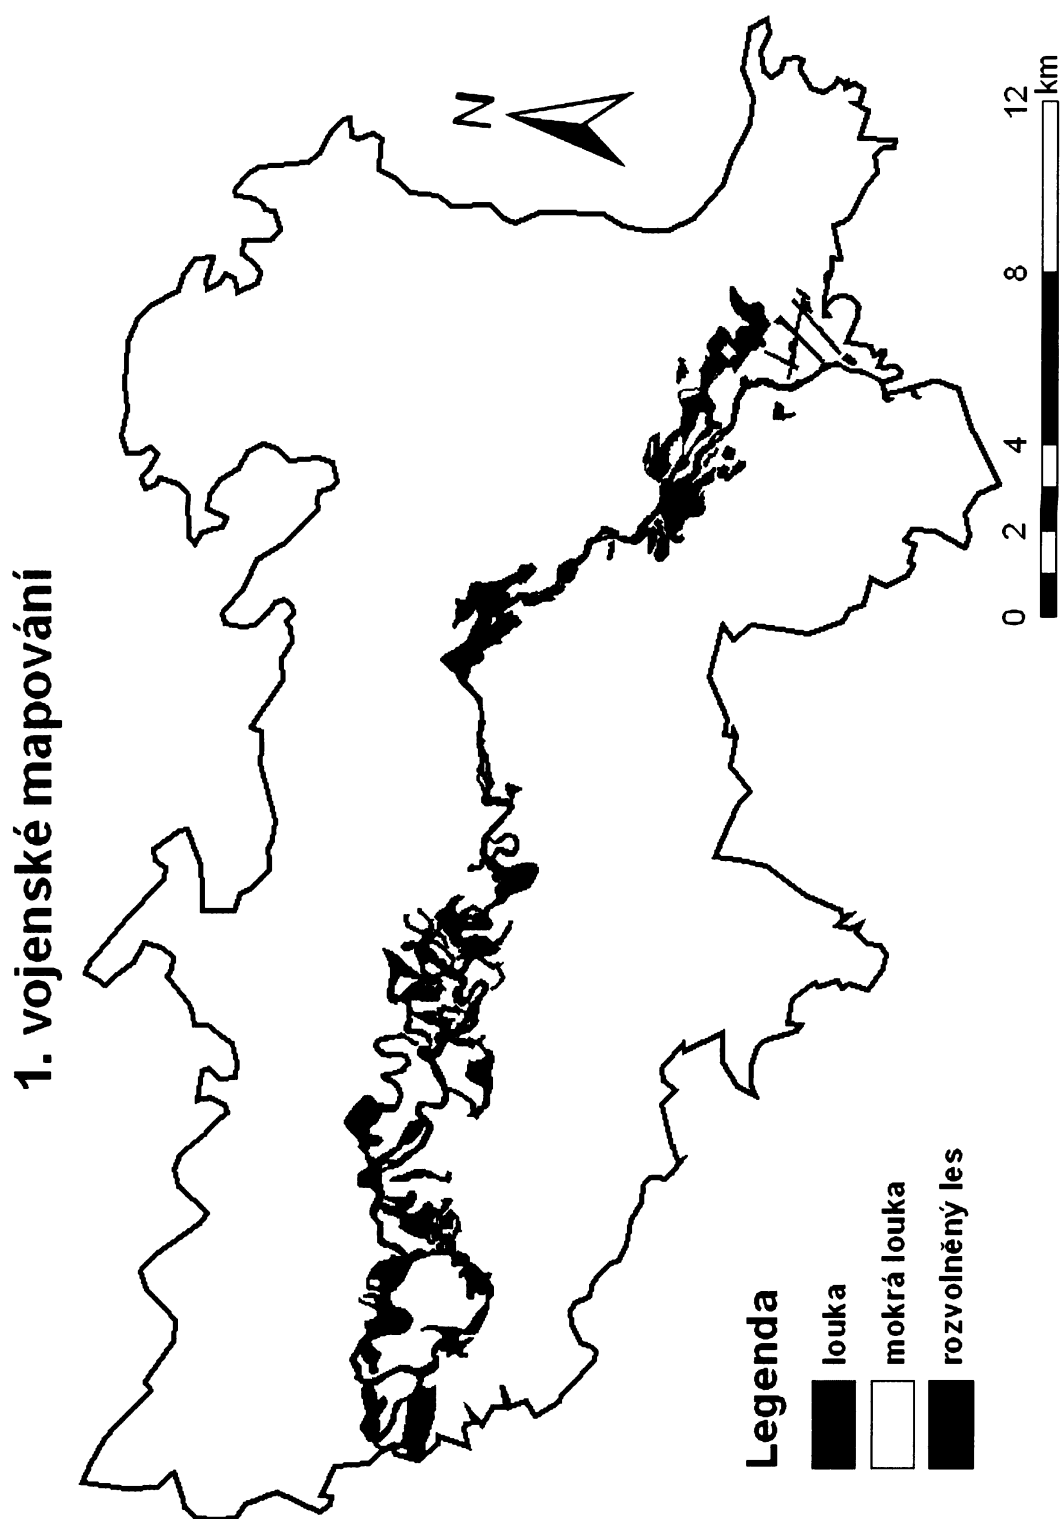 1. vojenské mapování
N
Legenda
louka
mokrá louka
rozvolněný les
0 2 4 8 12
km